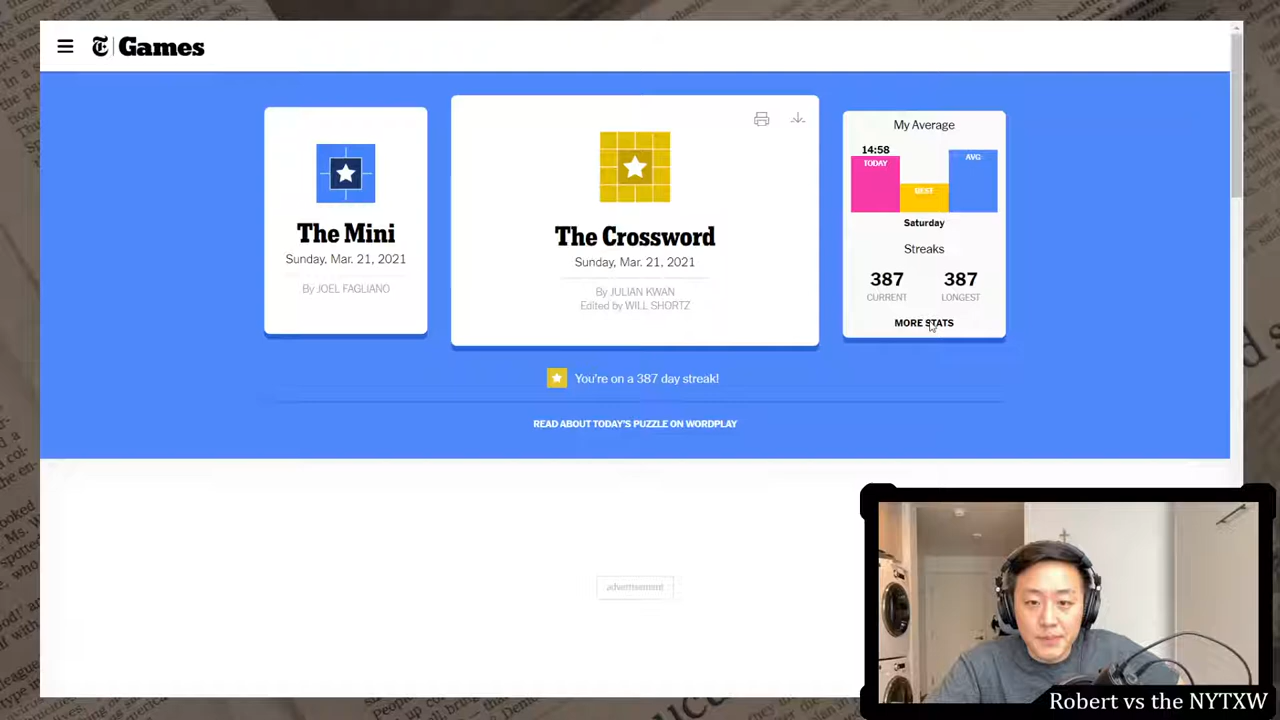 T Games
The Mini
Sunday, Mar. 21, 2021
By JOEL FAGLIANO
The Crossword
Sunday, Mar. 21, 2021
By JULIAN KWAN
Edited by WILL SHORTZ
My Average
14:58
TODAY
BEST
AVG
Saturday
Streaks
387
387
CURRENT
LONGEST
MORE STATS
You're on a 387 day streak!
READ ABOUT TODAY'S PUZZLE ON WORDPLAY
advertisement
Robert vs the NYTXW